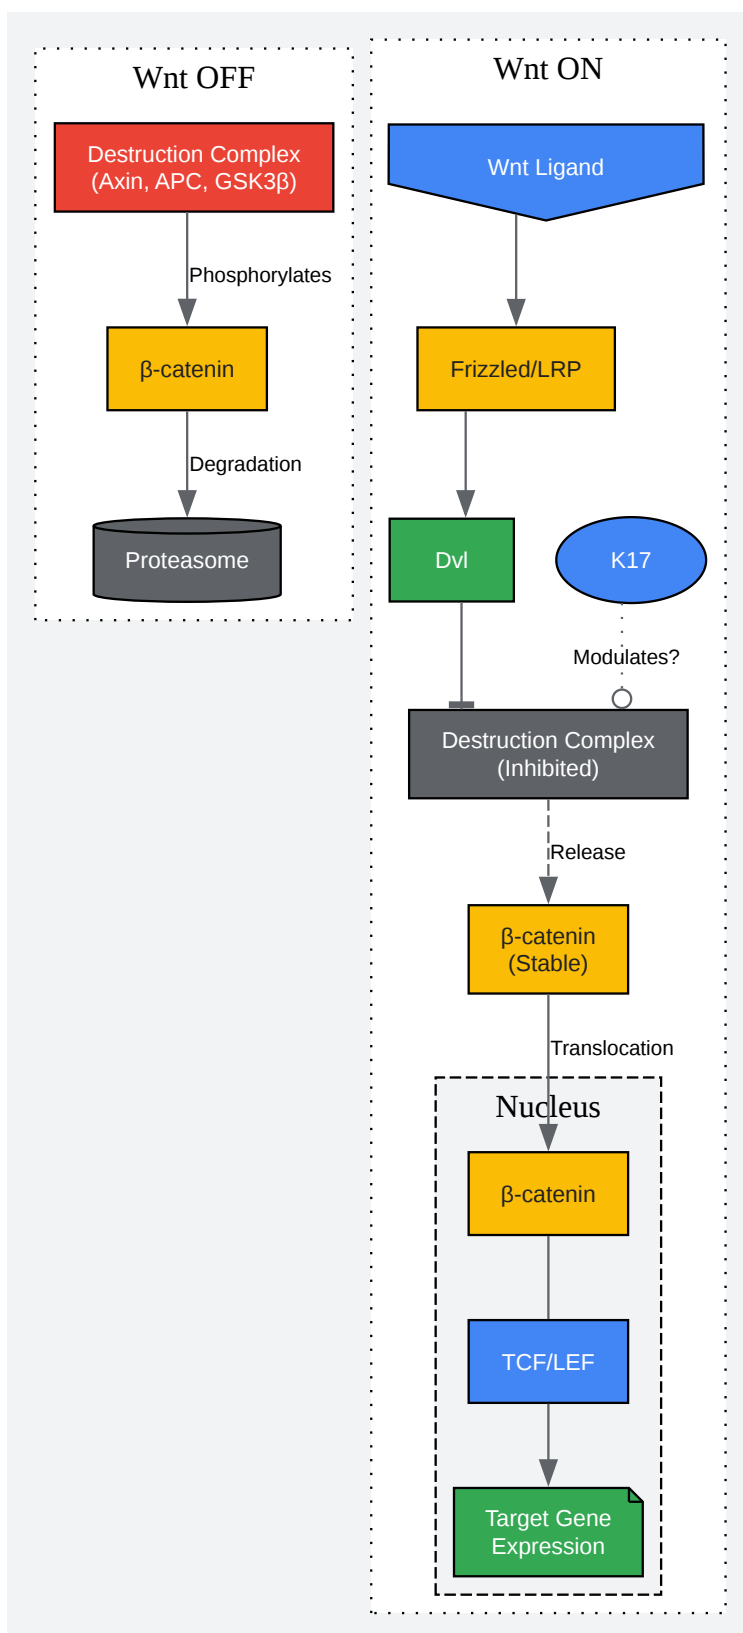 Wnt OFF
Destruction Complex
(Axin, APC, GSK3β)
Phosphorylates
β-catenin
Degradation
Proteasome
Wnt ON
Wnt Ligand
Frizzled/LRP
Dvl
K17
Modulates?
Destruction Complex
(Inhibited)
Release
β-catenin
(Stable)
Translocation
Nucleus
β-catenin
TCF/LEF
Target Gene
Expression